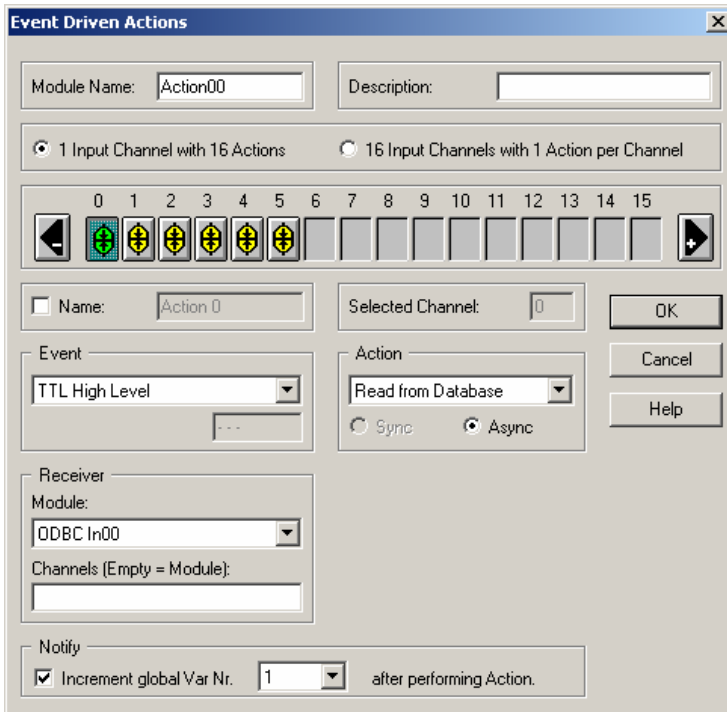 Event Driven Actions
Module Name: Action00 Description:
1 Input Channel with 16 Actions 16 Input Channels with 1 Action per Channel
0 1 2 3 4 5 6 7 8 9 10 11 12 13 14 15
- +
Name: Action 0 Selected Channel: 0 OK
Event Action Cancel
TTL High Level Read from Database
- - - Sync Async Help
Receiver
Module:
ODBC In00
Channels (Empty = Module):
Notify
Increment global Var Nr. 1 after performing Action.